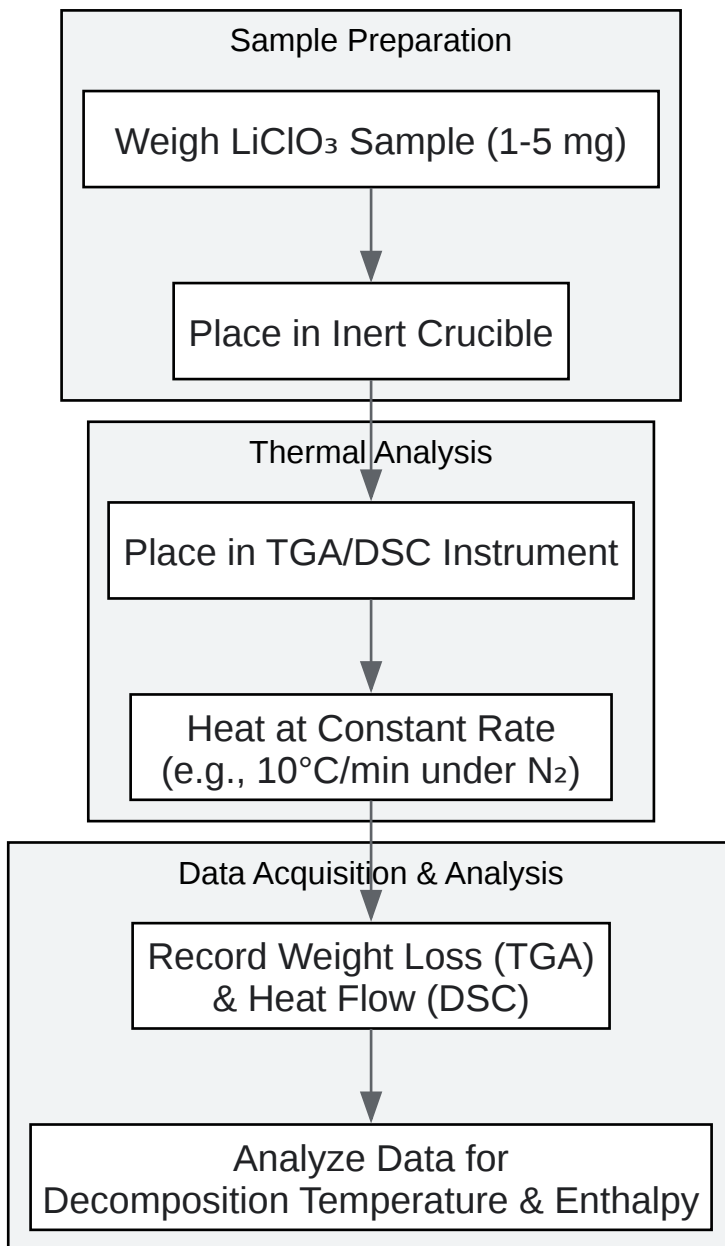 Sample Preparation
Weigh LiClO₃ Sample (1-5 mg)
Place in Inert Crucible
Thermal Analysis
Place in TGA/DSC Instrument
Heat at Constant Rate
(e.g., 10°C/min under N₂)
Data Acquisition & Analysis
Record Weight Loss (TGA)
& Heat Flow (DSC)
Analyze Data for
Decomposition Temperature & Enthalpy